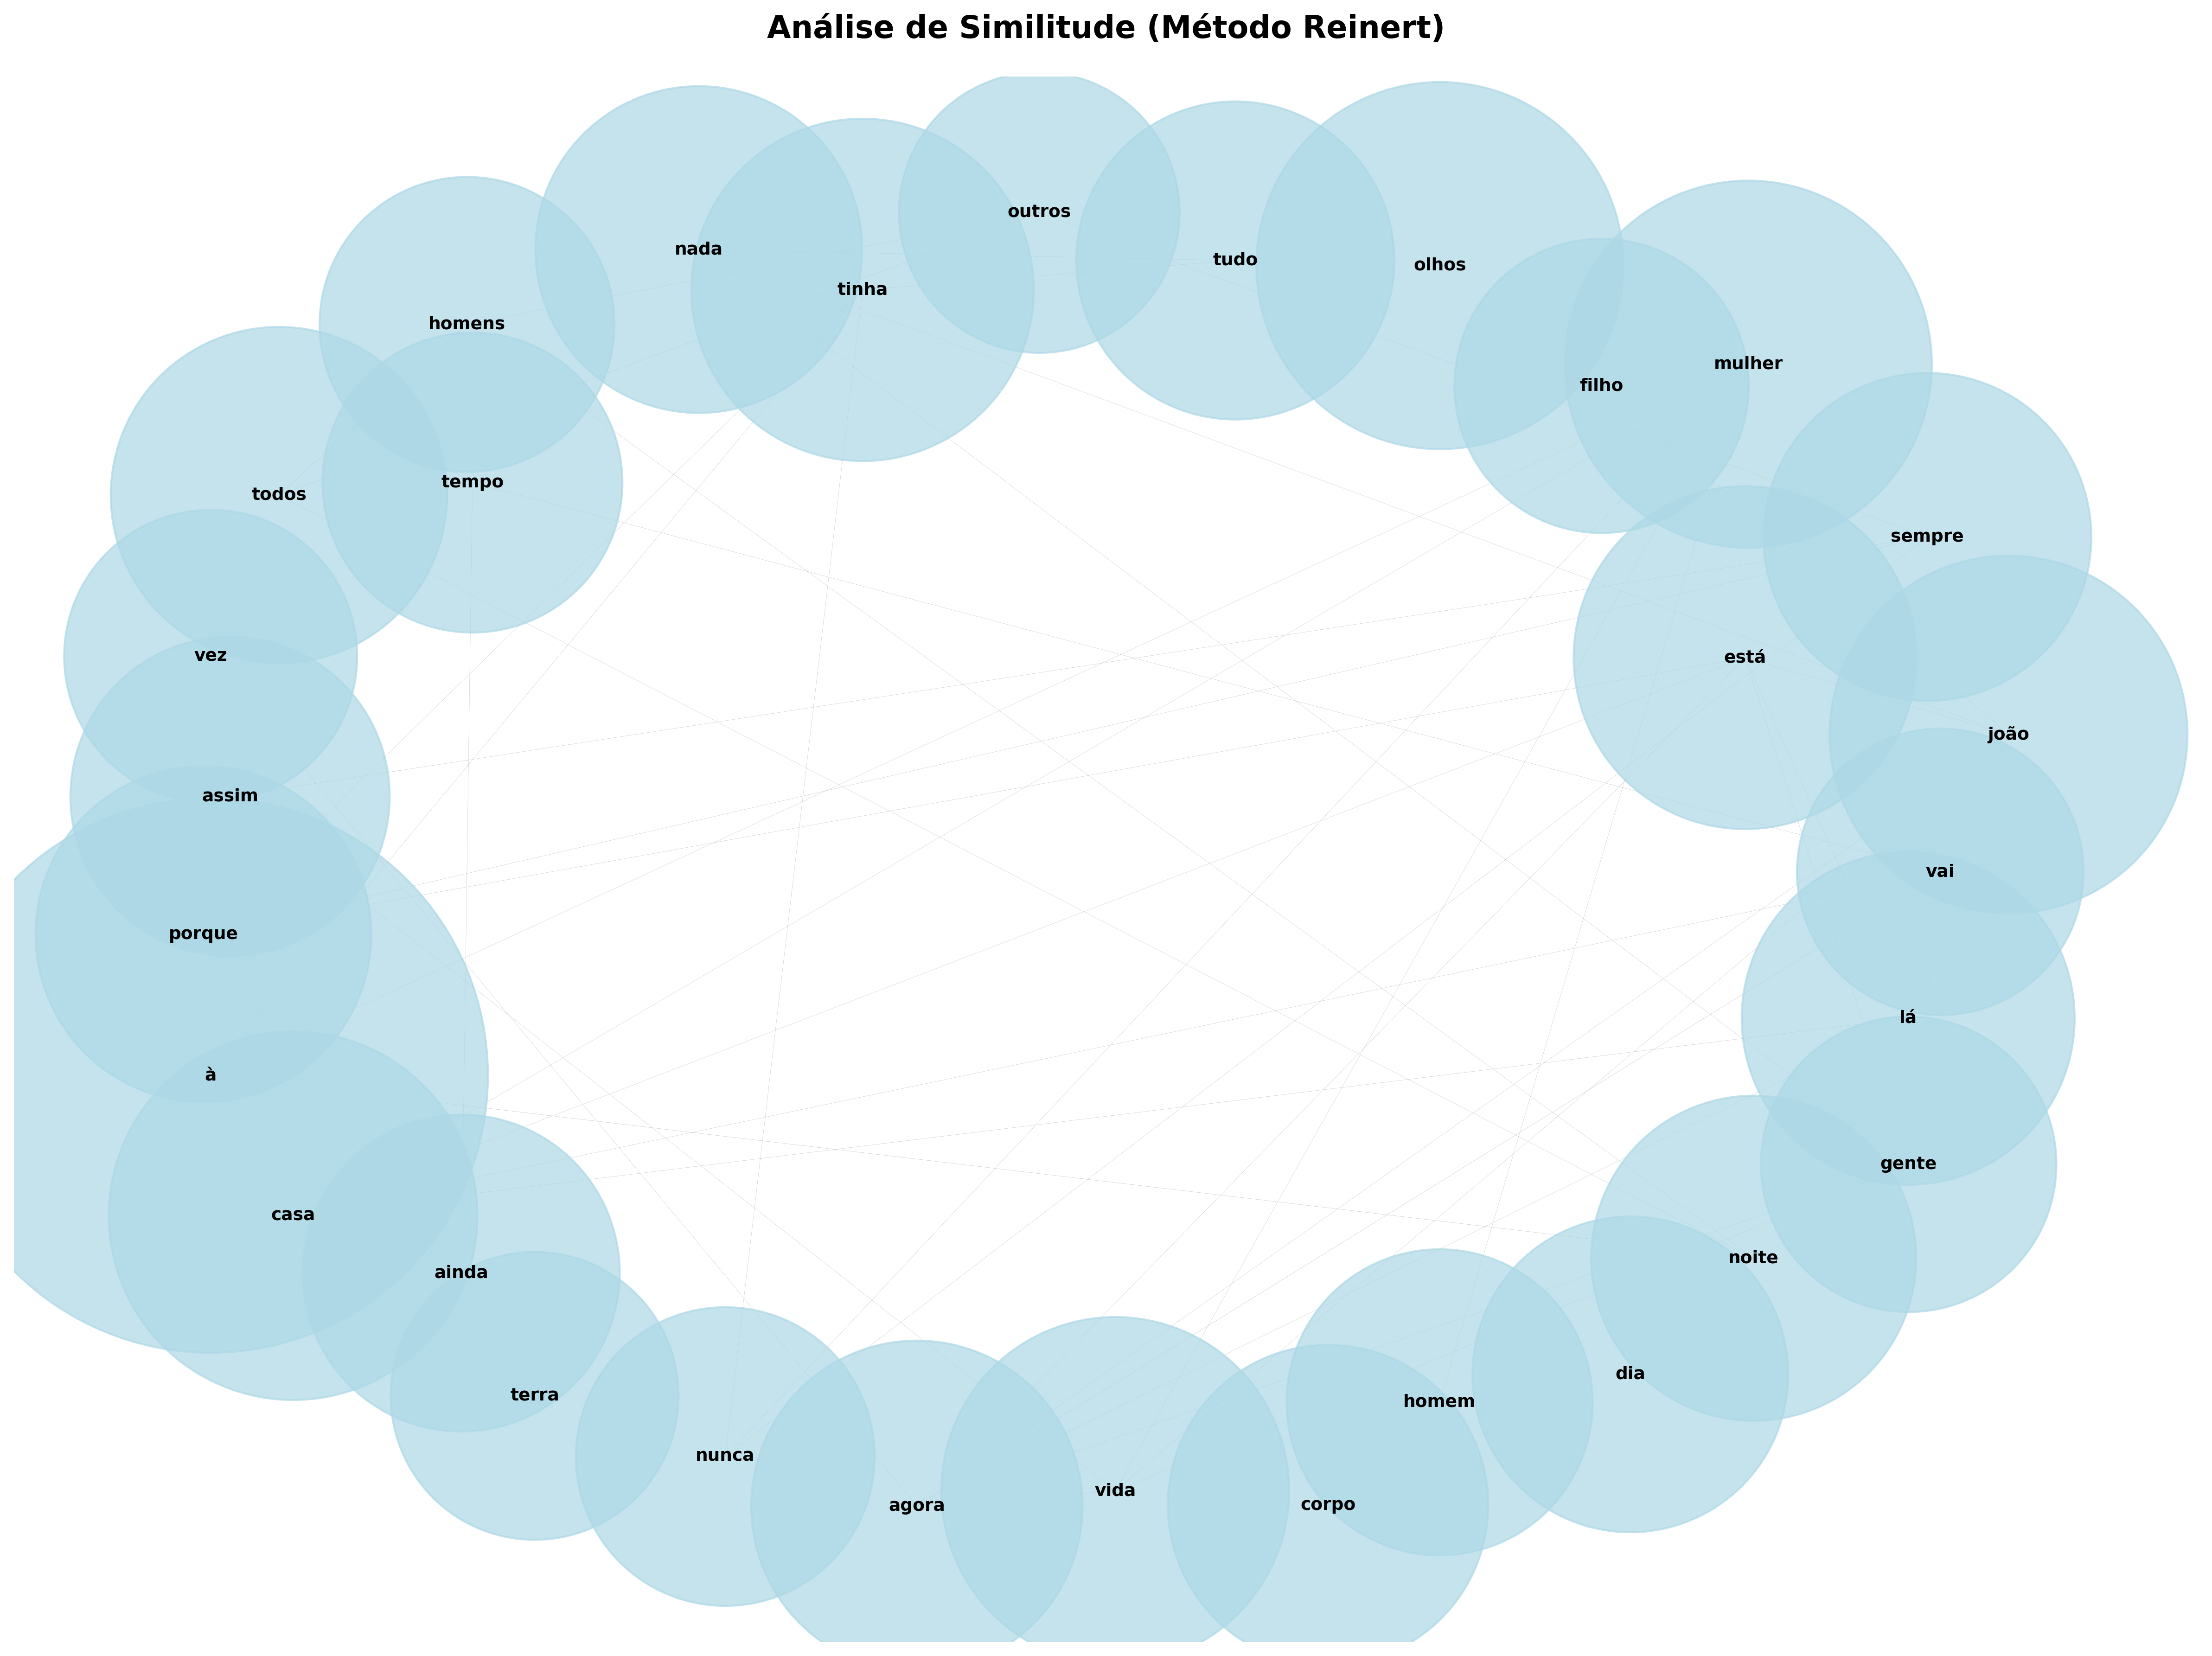 Análise de Similitude (Método Reinert)
outros
nada
tudo
olhos
tinha
homens
mulher
filho
tempo
todos
sempre
vez
está
joão
assim
vai
porque
lá
à
gente
casa
noite
ainda
dia
terra
homem
nunca
vida
corpo
agora